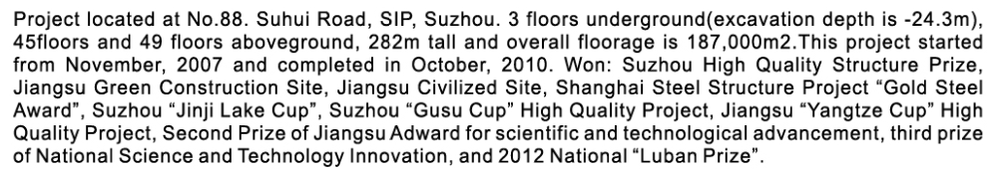 Project located at No.88. Suhui Road, SIP, Suzhou. 3 floors underground(excavation depth is -24.3m),
45floors and 49 floors aboveground, 282m tall and overall floorage is 187,000m2.This project started
from November, 2007 and completed in October, 2010. Won: Suzhou High Quality Structure Prize,
Jiangsu Green Construction Site, Jiangsu Civilized Site, Shanghai Steel Structure Project “Gold Steel
Award”, Suzhou “Jinji Lake Cup”, Suzhou “Gusu Cup” High Quality Project, Jiangsu “Yangtze Cup” High
Quality Project, Second Prize of Jiangsu Adward for scientific and technological advancement, third prize
of National Science and Technology Innovation, and 2012 National “Luban Prize”.